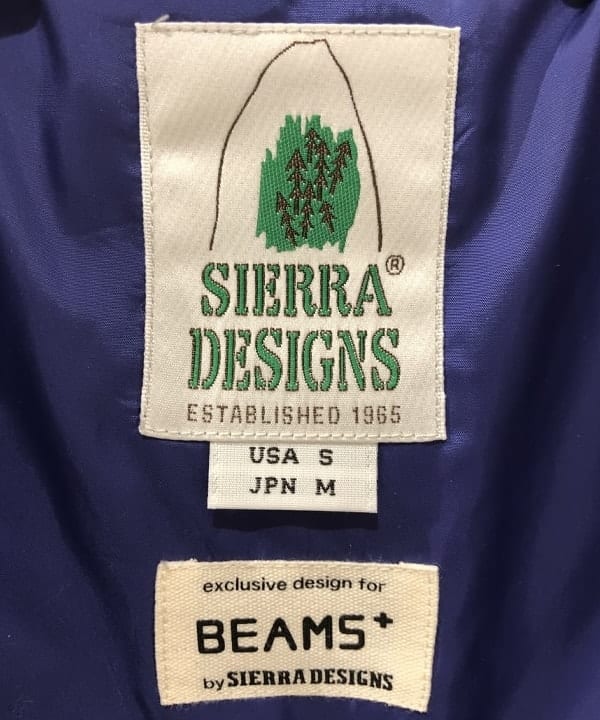 SIERRA®
DESIGNS
ESTABLISHED 1965
USA S
JPN M
exclusive design for
BEAMS+
by SIERRA DESIGNS